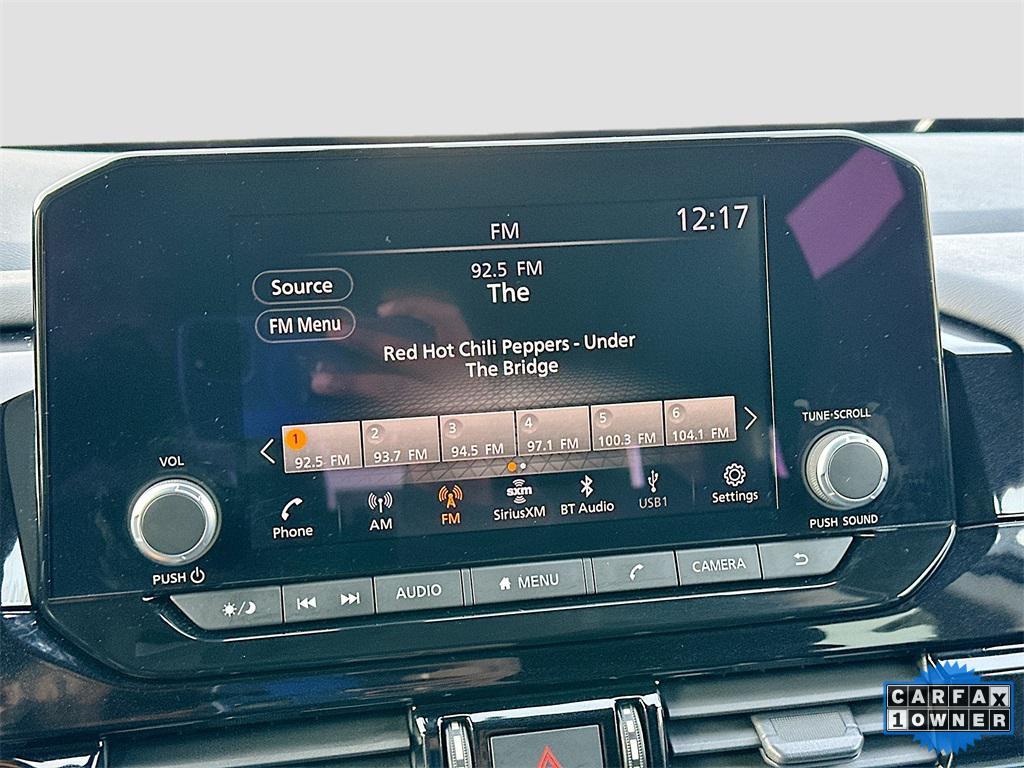 FM
12:17
92.5 FM
The
Source
FM Menu
Red Hot Chili Peppers - Under
The Bridge
1
92.5 FM
2
93.7 FM
3
94.5 FM
4
97.1 FM
5
100.3 FM
6
104.1 FM
Phone
AM
FM
sxm
SiriusXM
BT Audio
USB1
Settings
VOL
PUSH
TUNE·SCROLL
PUSH SOUND
AUDIO
MENU
CAMERA
CARFAX
1 OWNER